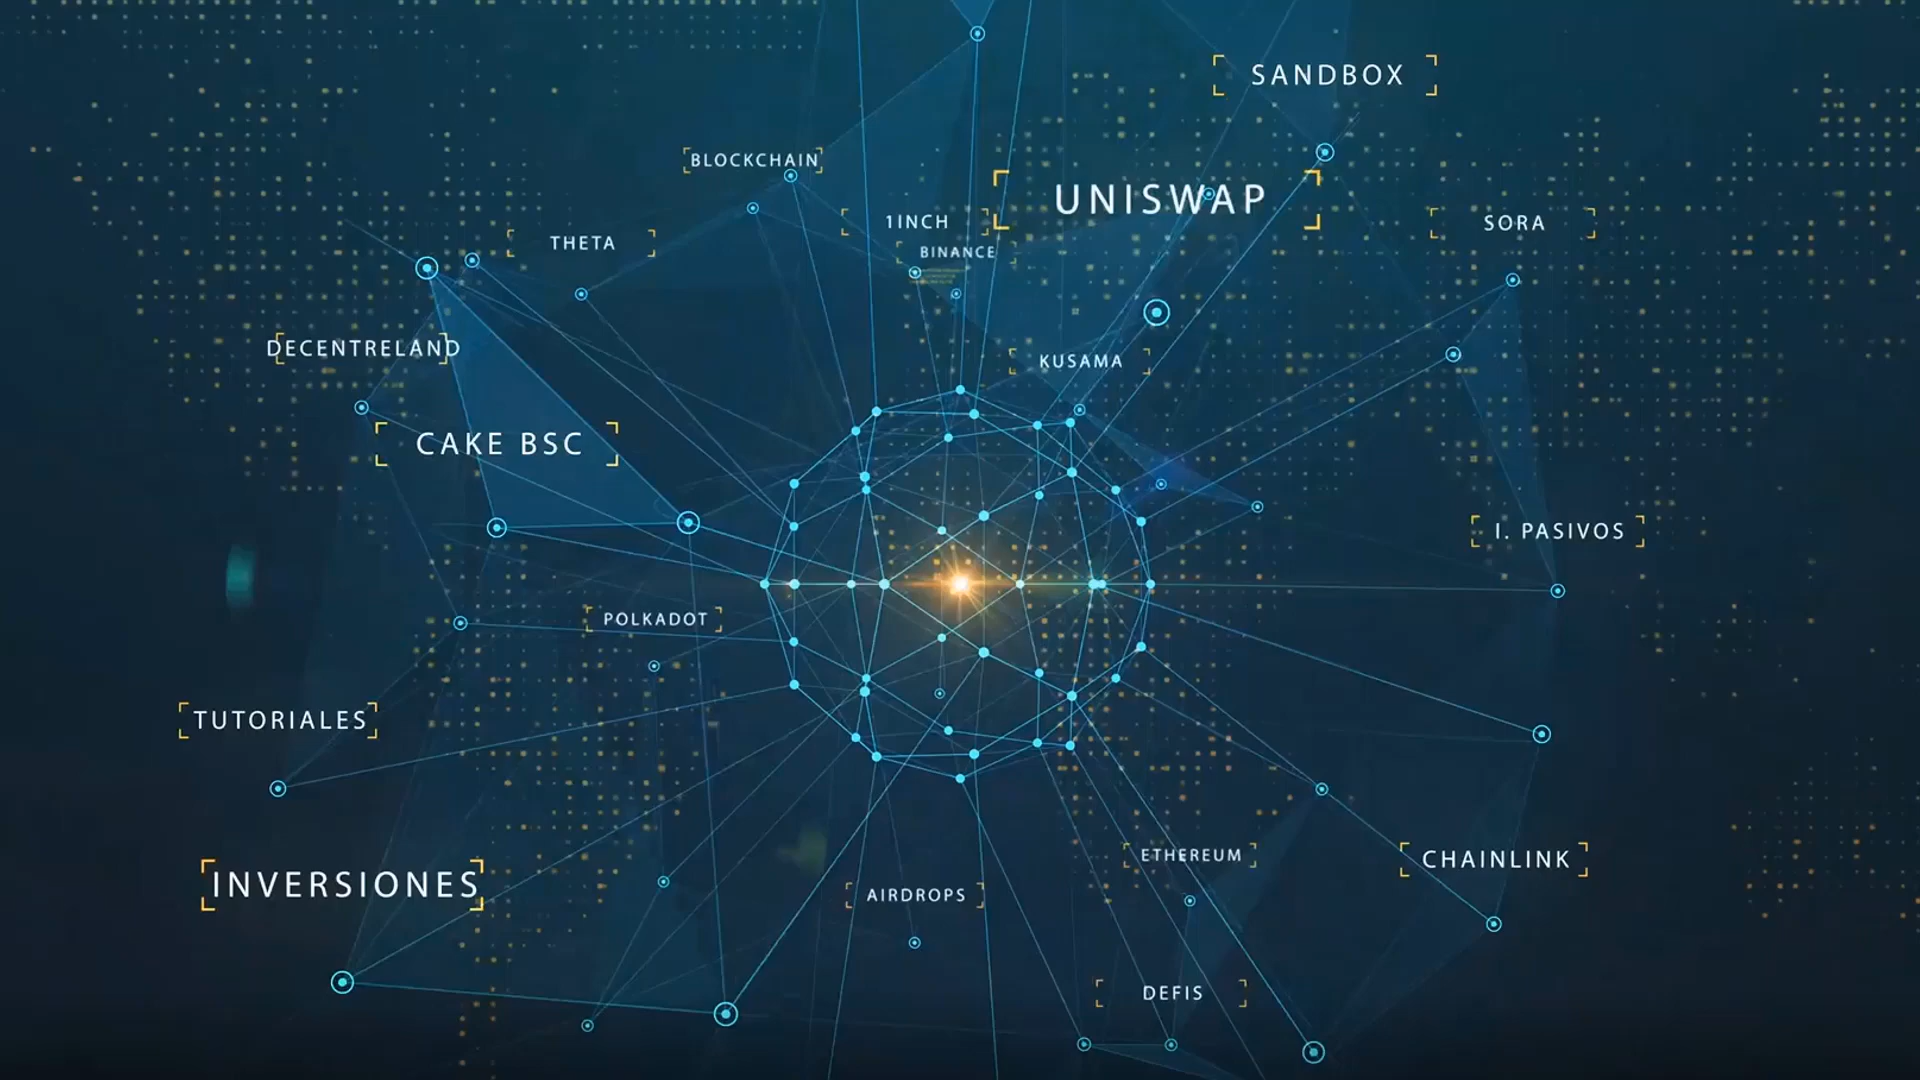 SANDBOX
BLOCKCHAIN
UNISWAP
1INCH
SORA
THETA
BINANCE
DECENTRELAND
KUSAMA
CAKE BSC
I. PASIVOS
POLKADOT
TUTORIALES
ETHEREUM
CHAINLINK
INVERSIONES
AIRDROPS
DEFIS